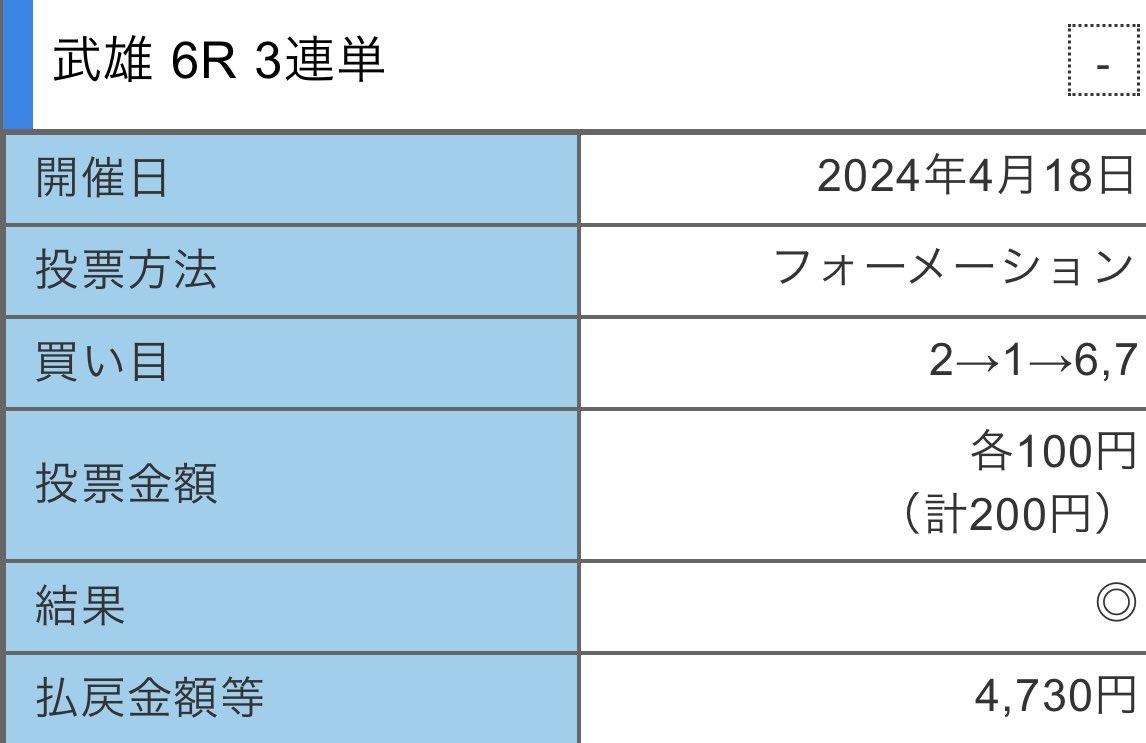 武雄 6R 3連単
-
開催日
2024年4月18日
投票方法
フォーメーション
買い目
2→1→6,7
投票金額
各100円
（計200円）
結果
◎
払戻金額等
4,730円